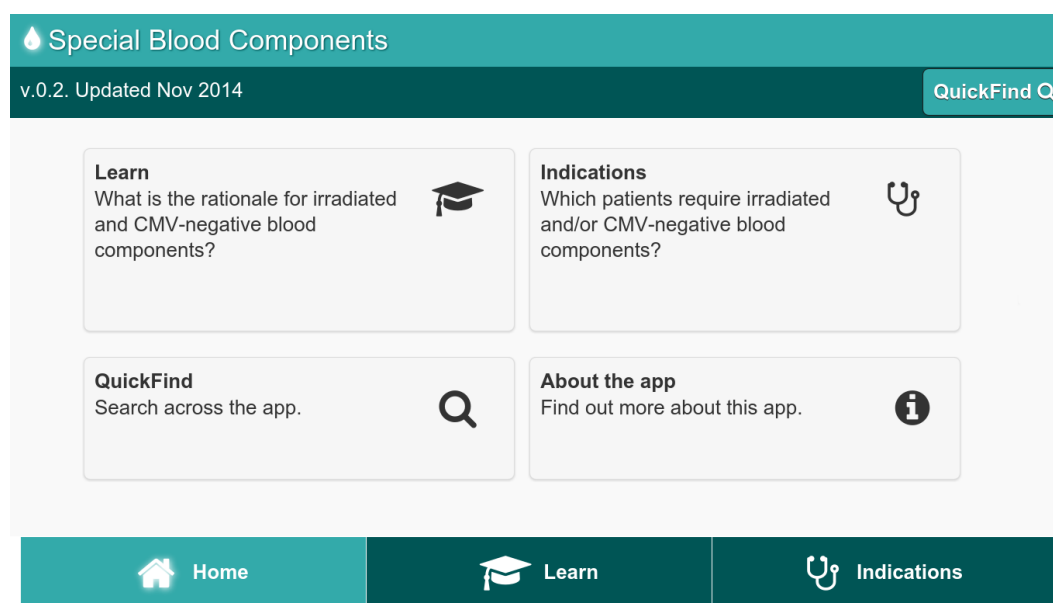 Special Blood Components
v.0.2. Updated Nov 2014
QuickFind
Learn
What is the rationale for irradiated
and CMV-negative blood
components?
Indications
Which patients require irradiated
and/or CMV-negative blood
components?
QuickFind
Search across the app.
About the app
Find out more about this app.
Home
Learn
Indications